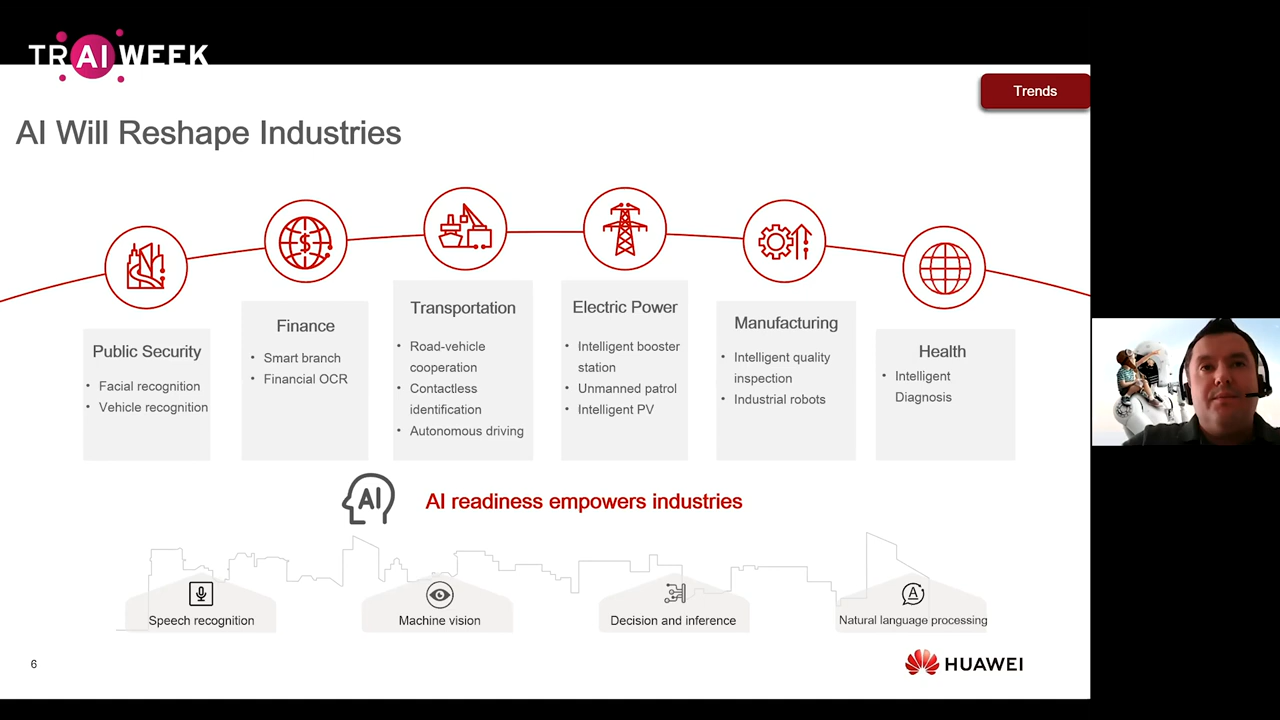 TRAI WEEK
Trends
AI Will Reshape Industries
$
Public Security
• Facial recognition
• Vehicle recognition
Finance
• Smart branch
• Financial OCR
Transportation
• Road-vehicle
cooperation
• Contactless
identification
• Autonomous driving
Electric Power
• Intelligent booster
station
• Unmanned patrol
• Intelligent PV
Manufacturing
• Intelligent quality
inspection
• Industrial robots
Health
• Intelligent
Diagnosis
AI
AI readiness empowers industries
Speech recognition
Machine vision
Decision and inference
A
Natural language processing
6
HUAWEI